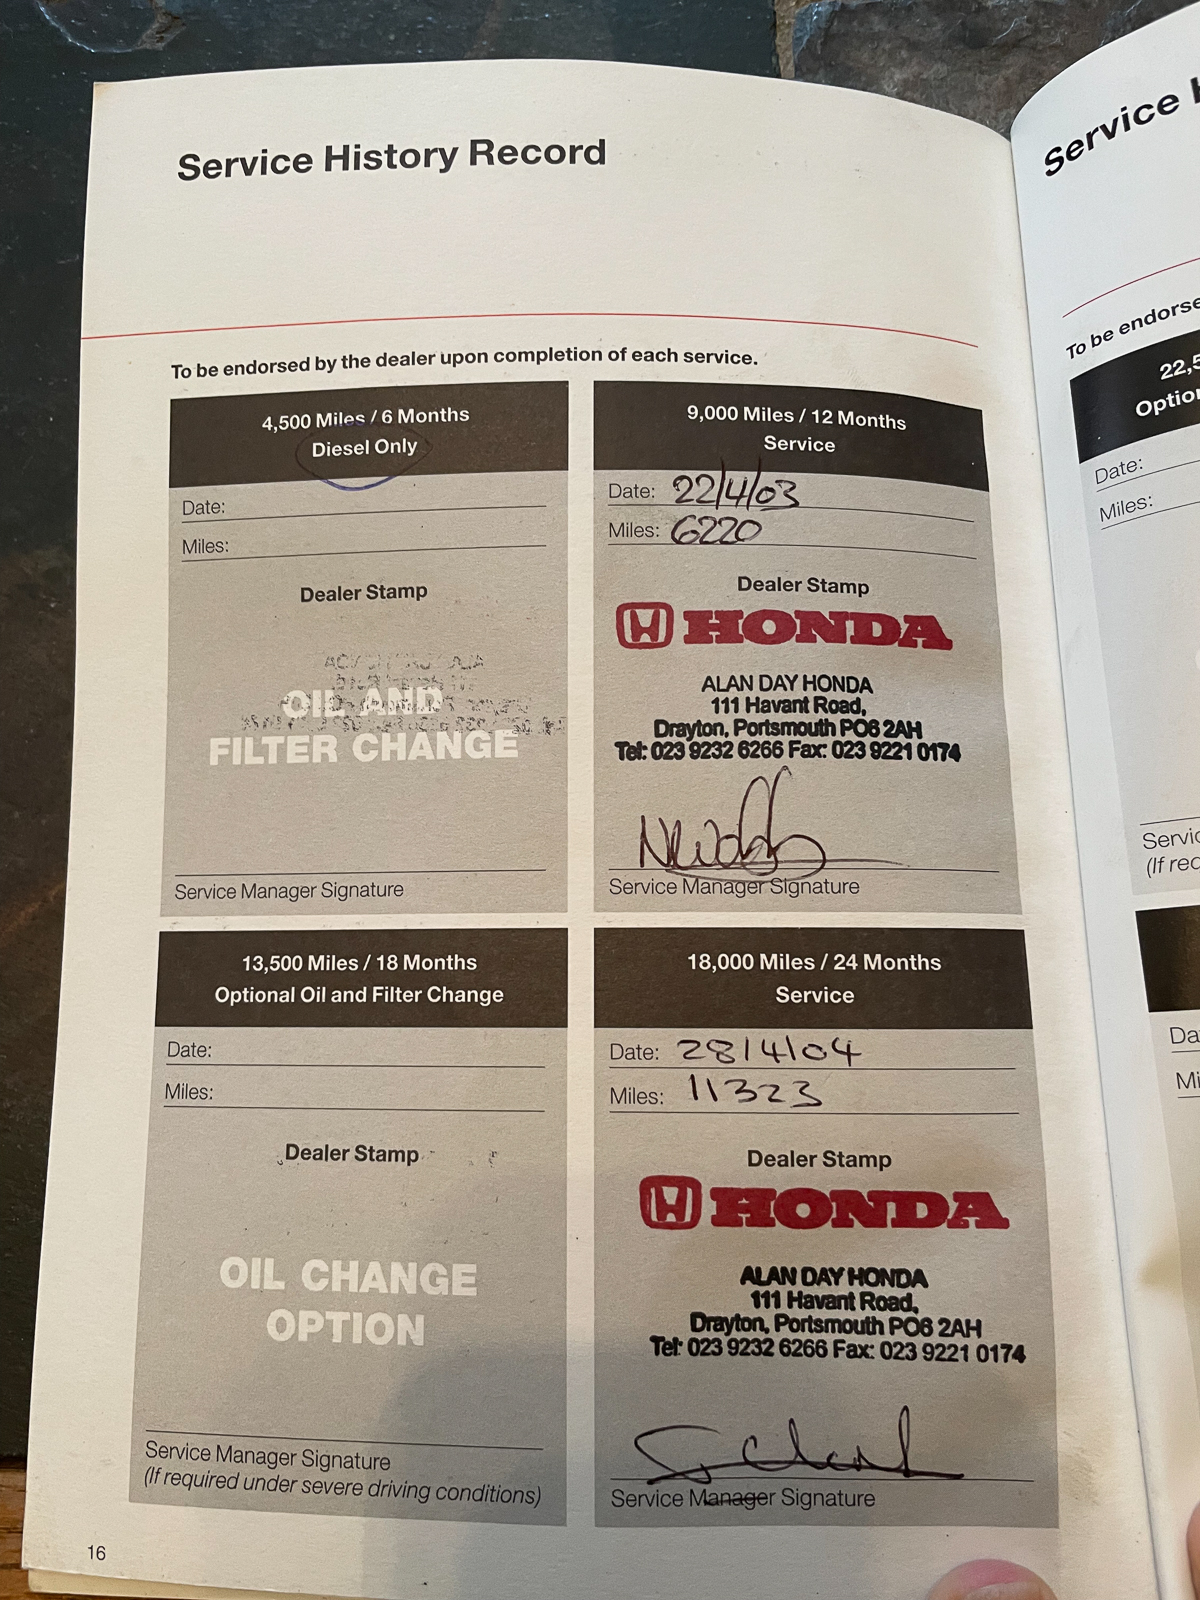 Service History Record
To be endorsed by the dealer upon completion of each service.
4,500 Miles / 6 Months
Diesel Only
Date:
Miles:
Dealer Stamp
OIL AND
FILTER CHANGE
Service Manager Signature
9,000 Miles / 12 Months
Service
Date: 22/4/03
Miles: 6220
Dealer Stamp
HONDA
ALAN DAY HONDA
111 Havant Road,
Drayton, Portsmouth PO6 2AH
Tel: 023 9232 6266 Fax: 023 9221 0174
Service Manager Signature
13,500 Miles / 18 Months
Optional Oil and Filter Change
Date:
Miles:
Dealer Stamp
OIL CHANGE
OPTION
Service Manager Signature
(If required under severe driving conditions)
18,000 Miles / 24 Months
Service
Date: 28/4/04
Miles: 11323
Dealer Stamp
HONDA
ALAN DAY HONDA
111 Havant Road,
Drayton, Portsmouth PO6 2AH
Tel: 023 9232 6266 Fax: 023 9221 0174
Service Manager Signature
16
Service
To be endorse
22,5
Optio
Date:
Miles:
Servic
(If req
Da
Mi